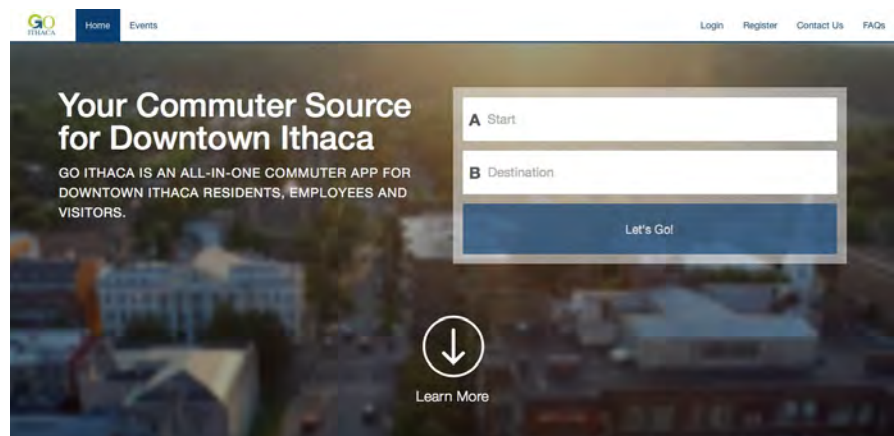 GO
ITHACA
Home
Events
Login
Register
Contact Us
FAQs
Your Commuter Source
for Downtown Ithaca
GO ITHACA IS AN ALL-IN-ONE COMMUTER APP FOR
DOWNTOWN ITHACA RESIDENTS, EMPLOYEES AND
VISITORS.
A Start
B Destination
Let's Go!
Learn More